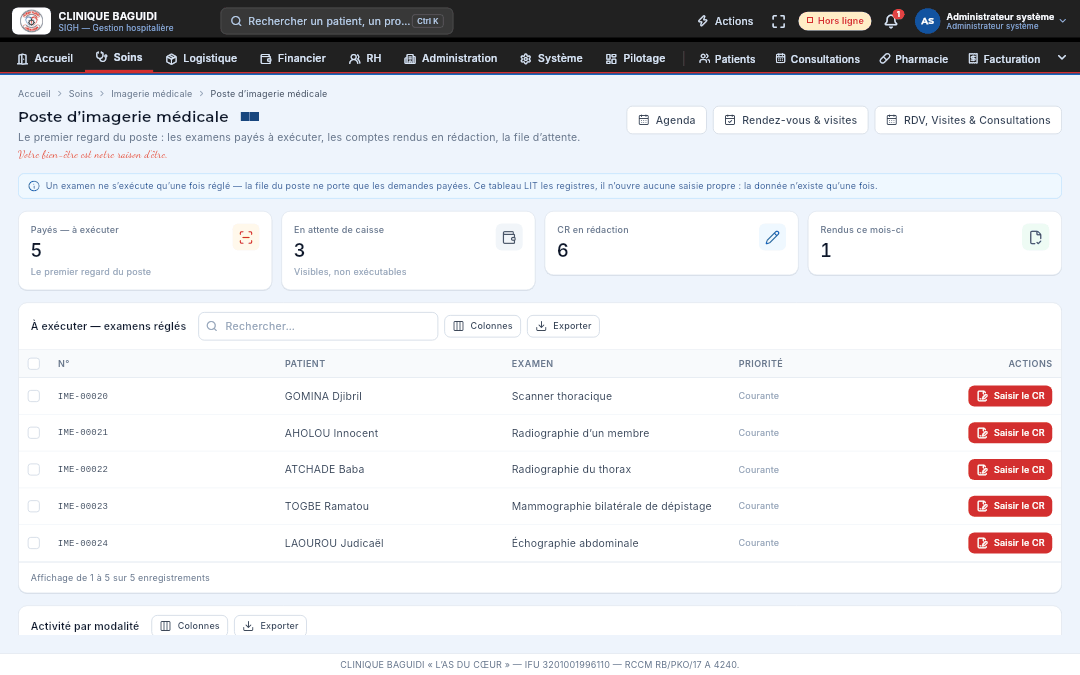 CLINIQUE BAGUIDI
SIGH — Gestion hospitalière
Rechercher un patient, un pro... Ctrl K
Actions
Hors ligne
1
AS
Administrateur système
Administrateur système
Accueil
Soins
Logistique
Financier
RH
Administration
Système
Pilotage
Patients
Consultations
Pharmacie
Facturation
Accueil > Soins > Imagerie médicale > Poste d'imagerie médicale
Poste d'imagerie médicale
Le premier regard du poste : les examens payés à exécuter, les comptes rendus en rédaction, la file d'attente.
Votre bien-être est notre raison d'être.
Agenda
Rendez-vous & visites
RDV, Visites & Consultations
Un examen ne s'exécute qu'une fois réglé — la file du poste ne porte que les demandes payées. Ce tableau LIT les registres, il n'ouvre aucune saisie propre : la donnée n'existe qu'une fois.
Payés — à exécuter
5
Le premier regard du poste
En attente de caisse
3
Visibles, non exécutables
CR en rédaction
6
Rendus ce mois-ci
1
À exécuter — examens réglés
Rechercher...
Colonnes
Exporter
N° PATIENT EXAMEN PRIORITÉ ACTIONS
IME-00020 GOMINA Djibril Scanner thoracique Courante Saisir le CR
IME-00021 AHOLOU Innocent Radiographie d'un membre Courante Saisir le CR
IME-00022 ATCHADE Baba Radiographie du thorax Courante Saisir le CR
IME-00023 TOGBE Ramatou Mammographie bilatérale de dépistage Courante Saisir le CR
IME-00024 LAOUROU Judicaël Échographie abdominale Courante Saisir le CR
Affichage de 1 à 5 sur 5 enregistrements
Activité par modalité
Colonnes
Exporter
CLINIQUE BAGUIDI « L'AS DU CŒUR » — IFU 3201001996110 — RCCM RB/PKO/17 A 4240.